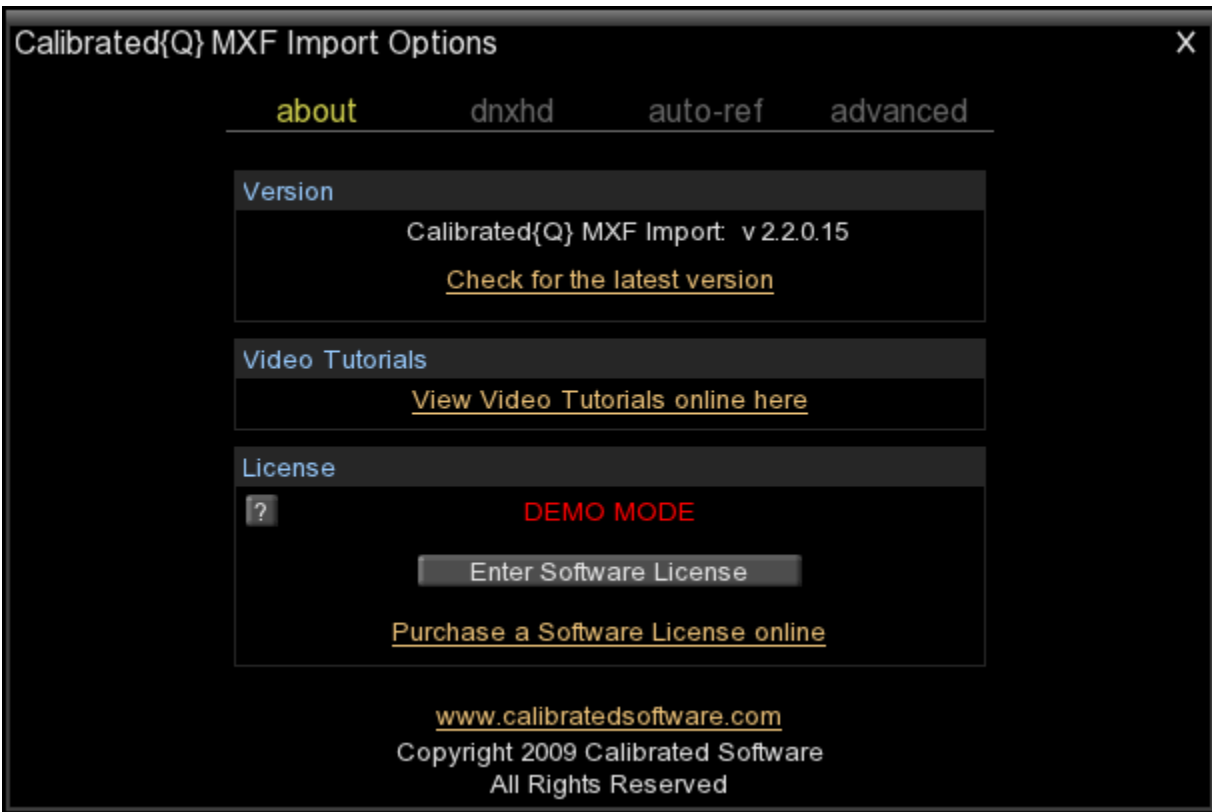 Calibrated{Q} MXF Import Options X
about dnxhd auto-ref advanced
Version
Calibrated{Q} MXF Import: v 2.2.0.15
Check for the latest version
Video Tutorials
View Video Tutorials online here
License
? DEMO MODE
Enter Software License
Purchase a Software License online
www.calibratedsoftware.com
Copyright 2009 Calibrated Software
All Rights Reserved